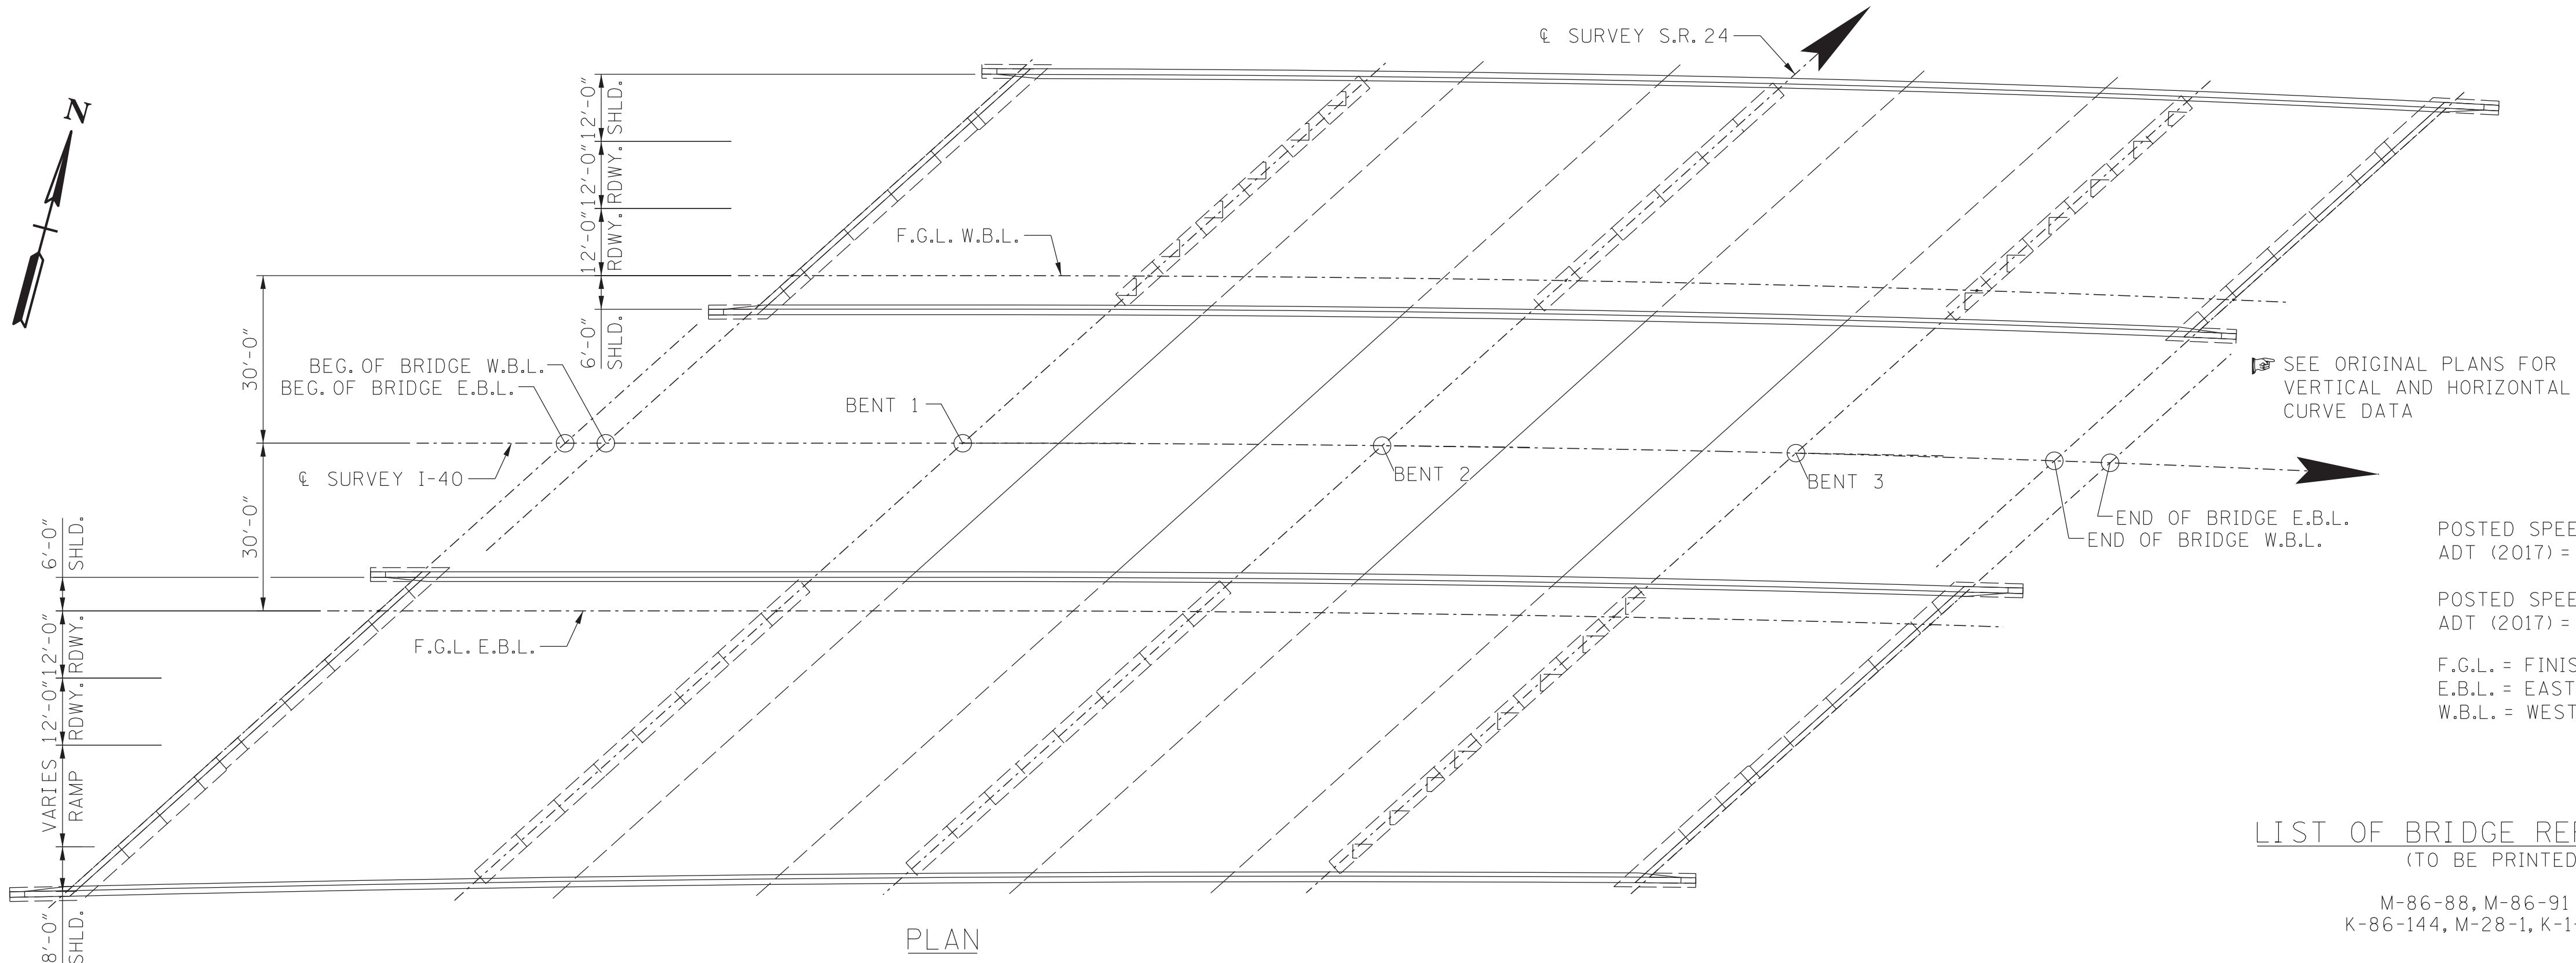 N
℄ SURVEY S.R. 24
12'-0" SHLD.
12'-0" RDWY.
12'-0" RDWY.
6'-0" SHLD.
F.G.L. W.B.L.
30'-0"
30'-0"
BEG. OF BRIDGE W.B.L.
BEG. OF BRIDGE E.B.L.
BENT 1
☞ SEE ORIGINAL PLANS FOR
VERTICAL AND HORIZONTAL
CURVE DATA
℄ SURVEY I-40
BENT 2
BENT 3
END OF BRIDGE E.B.L.
END OF BRIDGE W.B.L.
6'-0" SHLD.
12'-0" RDWY.
12'-0" RDWY.
VARIES RAMP
8'-0" SHLD.
F.G.L. E.B.L.
POSTED SPEE
ADT (2017) =
POSTED SPEE
ADT (2017) =
F.G.L. = FINIS
E.B.L. = EAST
W.B.L. = WEST
LIST OF BRIDGE
(TO BE PRINTED
M-86-88, M-86-91
K-86-144, M-28-1, K-1-
PLAN